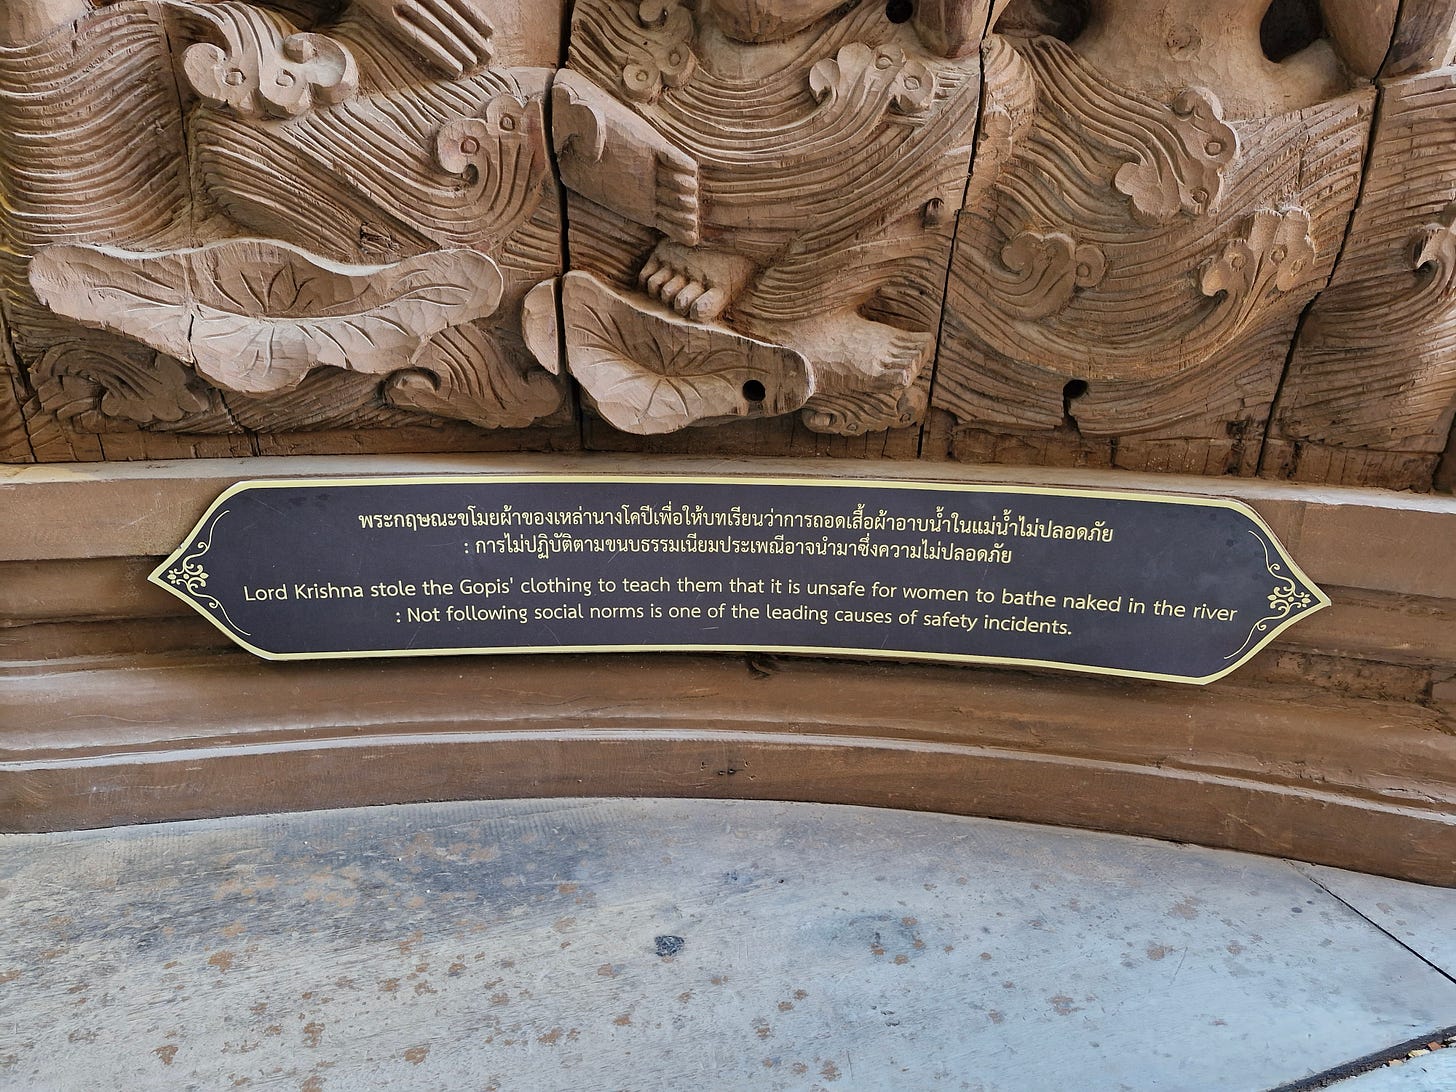 พระกฤษณะขโมยผ้าของเหล่านางโคปีเพื่อให้บทเรียนว่าการถอดเสื้อผ้าอาบน้ำในแม่น้ำไม่ปลอดภัย
: การไม่ปฏิบัติตามขนบธรรมเนียมประเพณีอาจนำมาซึ่งความไม่ปลอดภัย
Lord Krishna stole the Gopis' clothing to teach them that it is unsafe for women to bathe naked in the river
: Not following social norms is one of the leading causes of safety incidents.